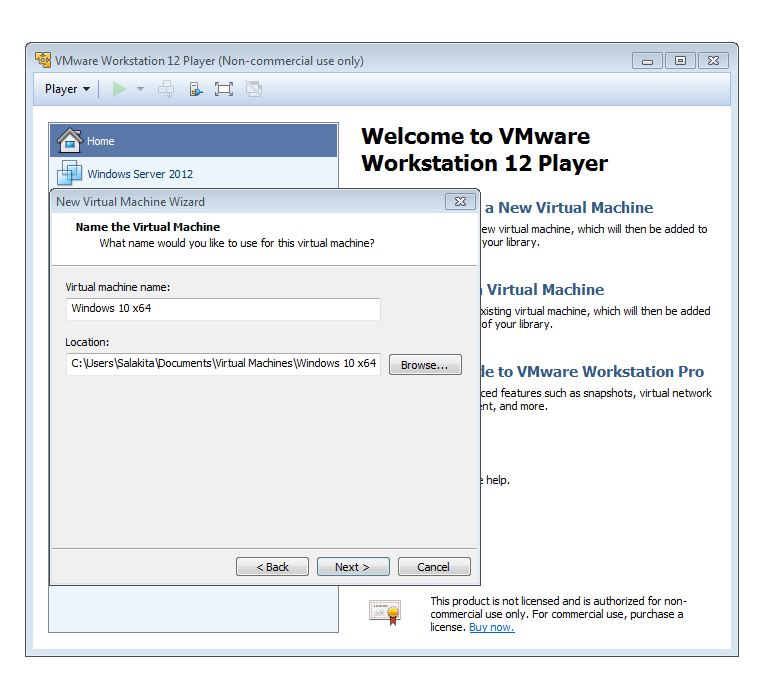 VMware Workstation 12 Player (Non-commercial use only)
Player
Home
Windows Server 2012
Welcome to VMware
Workstation 12 Player
New Virtual Machine Wizard
Name the Virtual Machine
What name would you like to use for this virtual machine?
Virtual machine name:
Windows 10 x64
Location:
C:\Users\Salakita\Documents\Virtual Machines\Windows 10 x64
Browse...
< Back
Next >
Cancel
a New Virtual Machine
virtual machine, which will then be added to
your library.
Virtual Machine
virtual machine, which will then be added
of your library.
to VMware Workstation Pro
features such as snapshots, virtual network
and more.
help.
This product is not licensed and is authorized for non-
commercial use only. For commercial use, purchase a
license. Buy now.